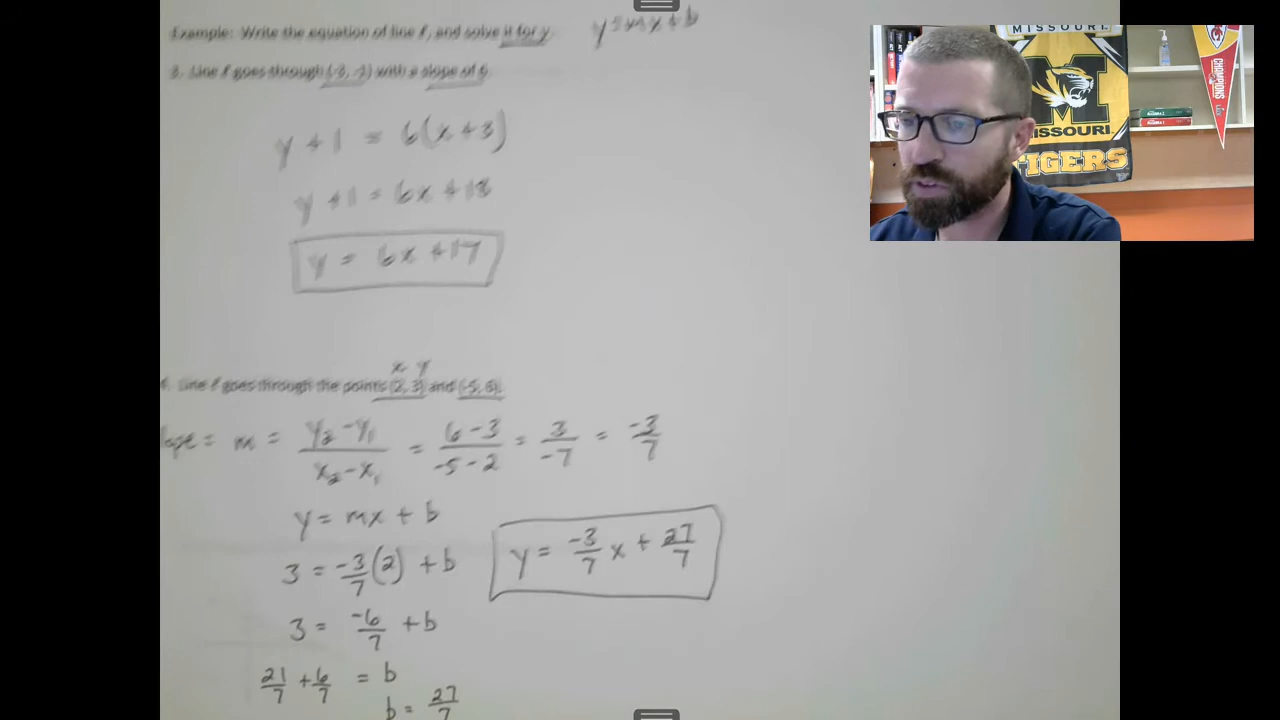 Example: Write the equation of line ℓ, and solve it for y.
y=mx+b
3. Line ℓ goes through (-3, -1) with a slope of 6
y + 1 = 6(x+3)
y + 1 = 6x + 18
y = 6x + 17
x y
4. Line ℓ goes through the points (2, 3) and (-5, 6).
m = y₂-y₁/x₂-x₁ = 6-3/-5-2 = 3/-7 = -3/7
y = mx + b
3 = -3/7(2) + b
y = -3/7 x + 27/7
3 = -6/7 + b
21/7 + 6/7 = b
b = 27/7
MISSOURI
M
MISSOURI
TIGERS
CHAMPIONS